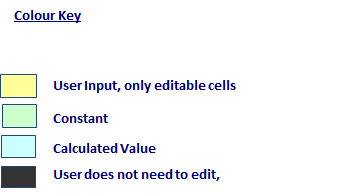 Colour Key
User Input, only editable cells
Constant
Calculated Value
User does not need to edit,